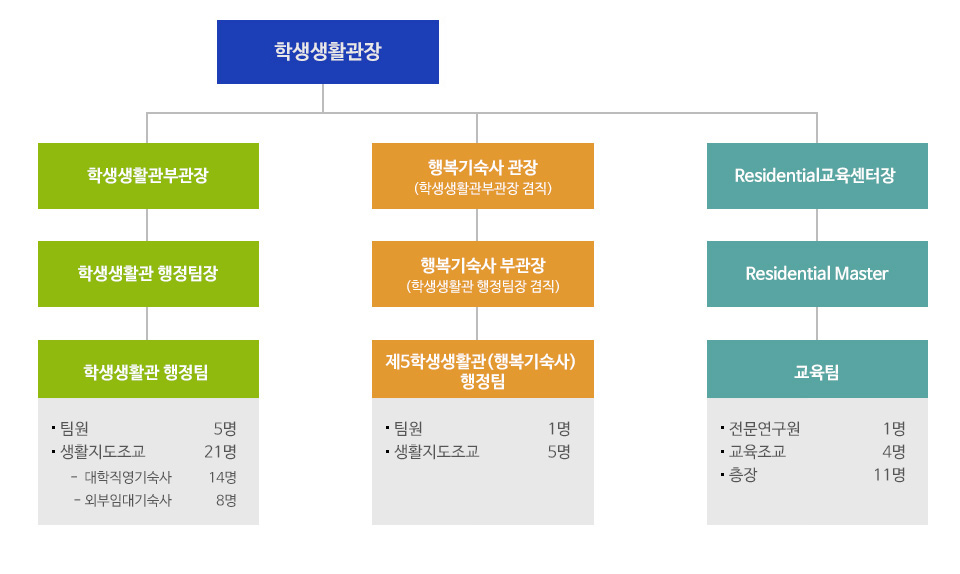 학생생활관장
학생생활관부관장
학생생활관 행정팀장
학생생활관 행정팀
· 팀원 5명
· 생활지도조교 21명
- 대학직영기숙사 14명
- 외부임대기숙사 8명
행복기숙사 관장
(학생생활관부관장 겸직)
행복기숙사 부관장
(학생생활관 행정팀장 겸직)
제5학생생활관(행복기숙사)
행정팀
· 팀원 1명
· 생활지도조교 5명
Residential교육센터장
Residential Master
교육팀
· 전문연구원 1명
· 교육조교 4명
· 층장 11명